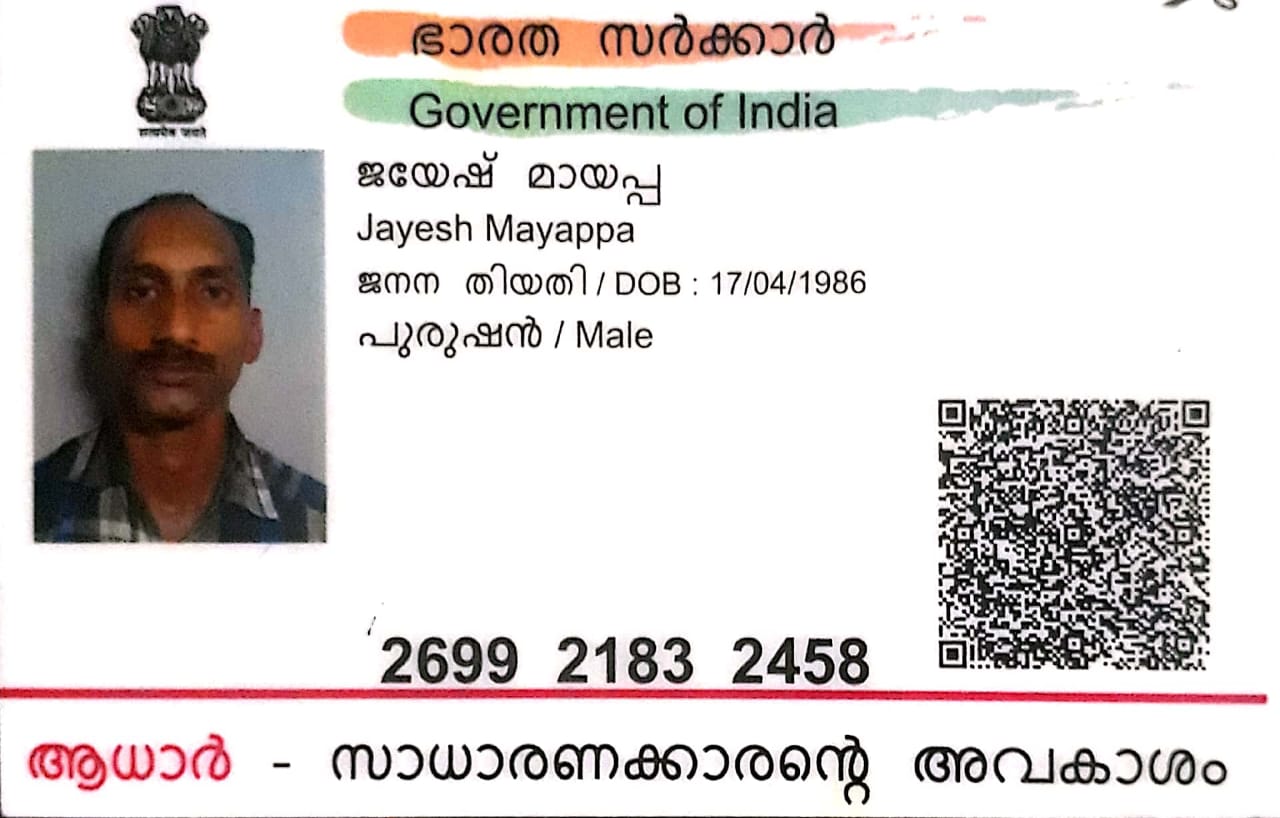 ഭാരത സർക്കാർ
Government of India
सत्यमेव जयते
ജയേഷ് മായപ്പ
Jayesh Mayappa
ജനന തിയതി / DOB : 17/04/1986
പുരുഷൻ / Male
2699 2183 2458
ആധാർ - സാധാരണക്കാരന്റെ അവകാശം